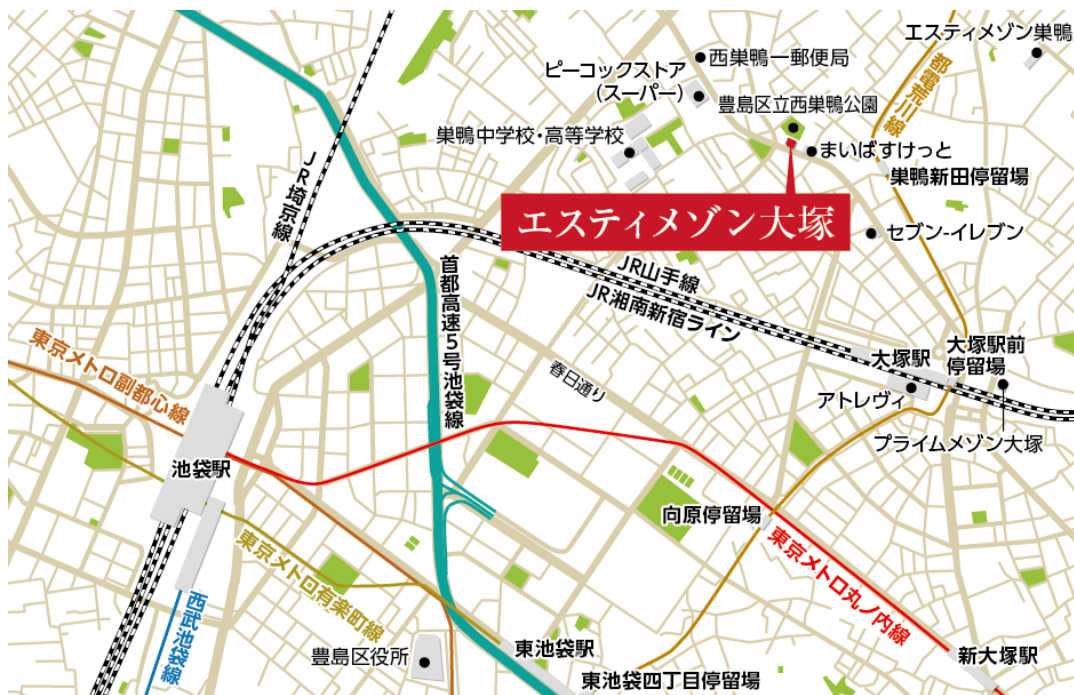 エスティメゾン巣鴨
西巣鴨一郵便局
ピーコックストア
(スーパー)
都電荒川線
豊島区立西巣鴨公園
巣鴨中学校・高等学校
まいばすけっと
巣鴨新田停留場
JR埼京線
エスティメゾン大塚
セブン-イレブン
首都高速5号池袋線
JR山手線
JR湘南新宿ライン
大塚駅前
停留場
大塚駅
東京メトロ副都心線
春日通り
アトレヴィ
プライムメゾン大塚
池袋駅
向原停留場
東京メトロ有楽町線
東京メトロ丸ノ内線
西武池袋線
豊島区役所
東池袋駅
新大塚駅
東池袋四丁目停留場